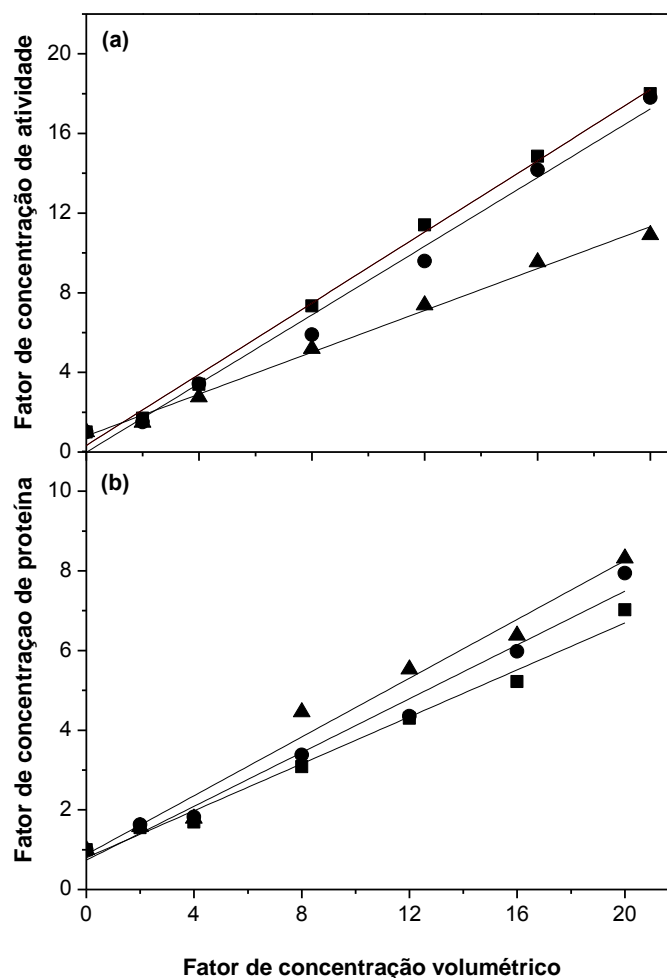 (a)
Fator de concentração de atividade
20
16
12
8
4
0
(b)
Fator de concentraçao de proteína
10
8
6
4
2
0
0 4 8 12 16 20
Fator de concentração volumétrico